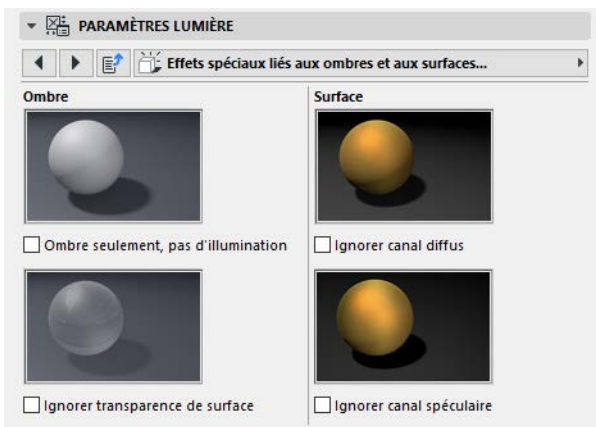 PARAMÈTRES LUMIÈRE
Effets spéciaux liés aux ombres et aux surfaces...
Ombre
Surface
Ombre seulement, pas d'illumination
Ignorer canal diffus
Ignorer transparence de surface
Ignorer canal spéculaire